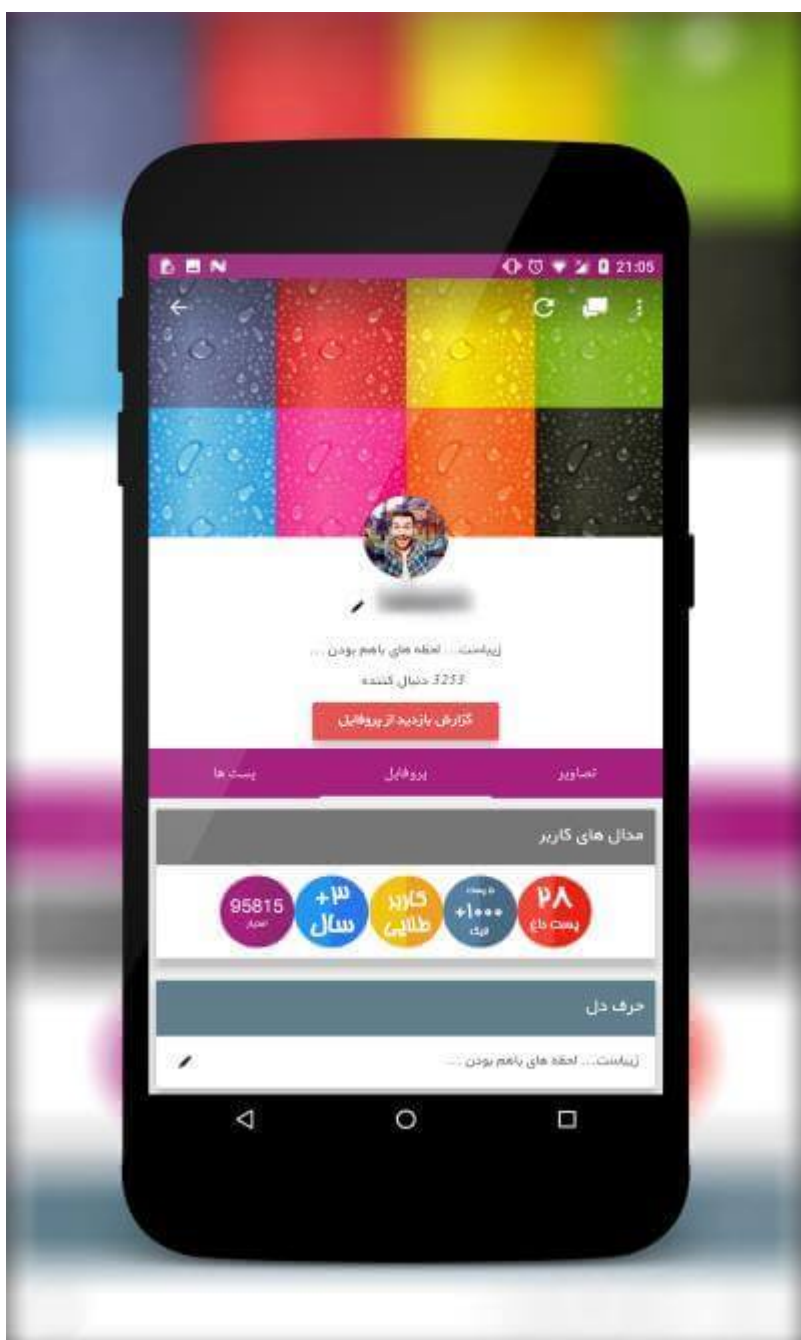 21:05
زیباست... لحظه های باهم بودن...
3253 دنبال کننده
گزارش بازدید از پروفایل
تصاویر
پروفایل
پست ها
مدال های کاربر
۲۸
پست داغ
+۱۰۰۰
لایک
کاربر
طلایی
+۳
سال
95815
امتیاز
حرف دل
زیباست... لحظه های باهم بودن ...